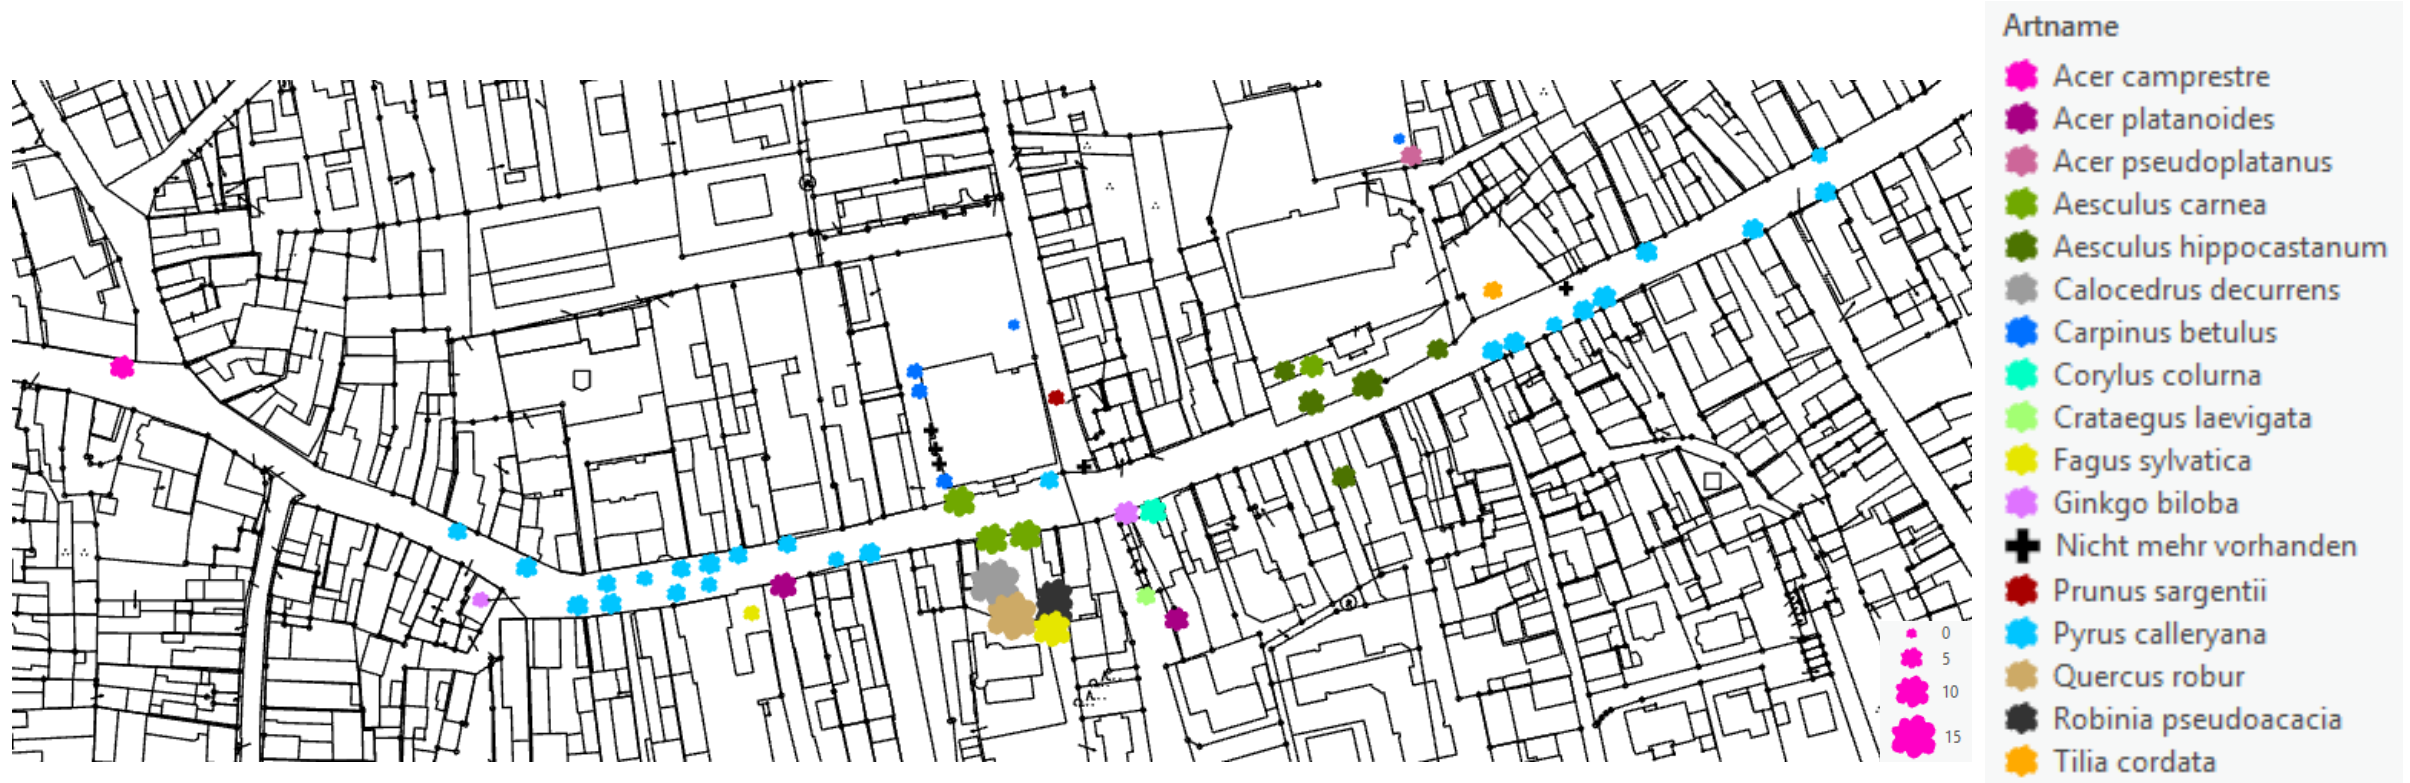 Artname
Acer camprestre
Acer platanoides
Acer pseudoplatanus
Aesculus carnea
Aesculus hippocastanum
Calocedrus decurrens
Carpinus betulus
Corylus colurna
Crataegus laevigata
Fagus sylvatica
Ginkgo biloba
Nicht mehr vorhanden
Prunus sargentii
Pyrus calleryana
Quercus robur
Robinia pseudoacacia
Tilia cordata
0
5
10
15